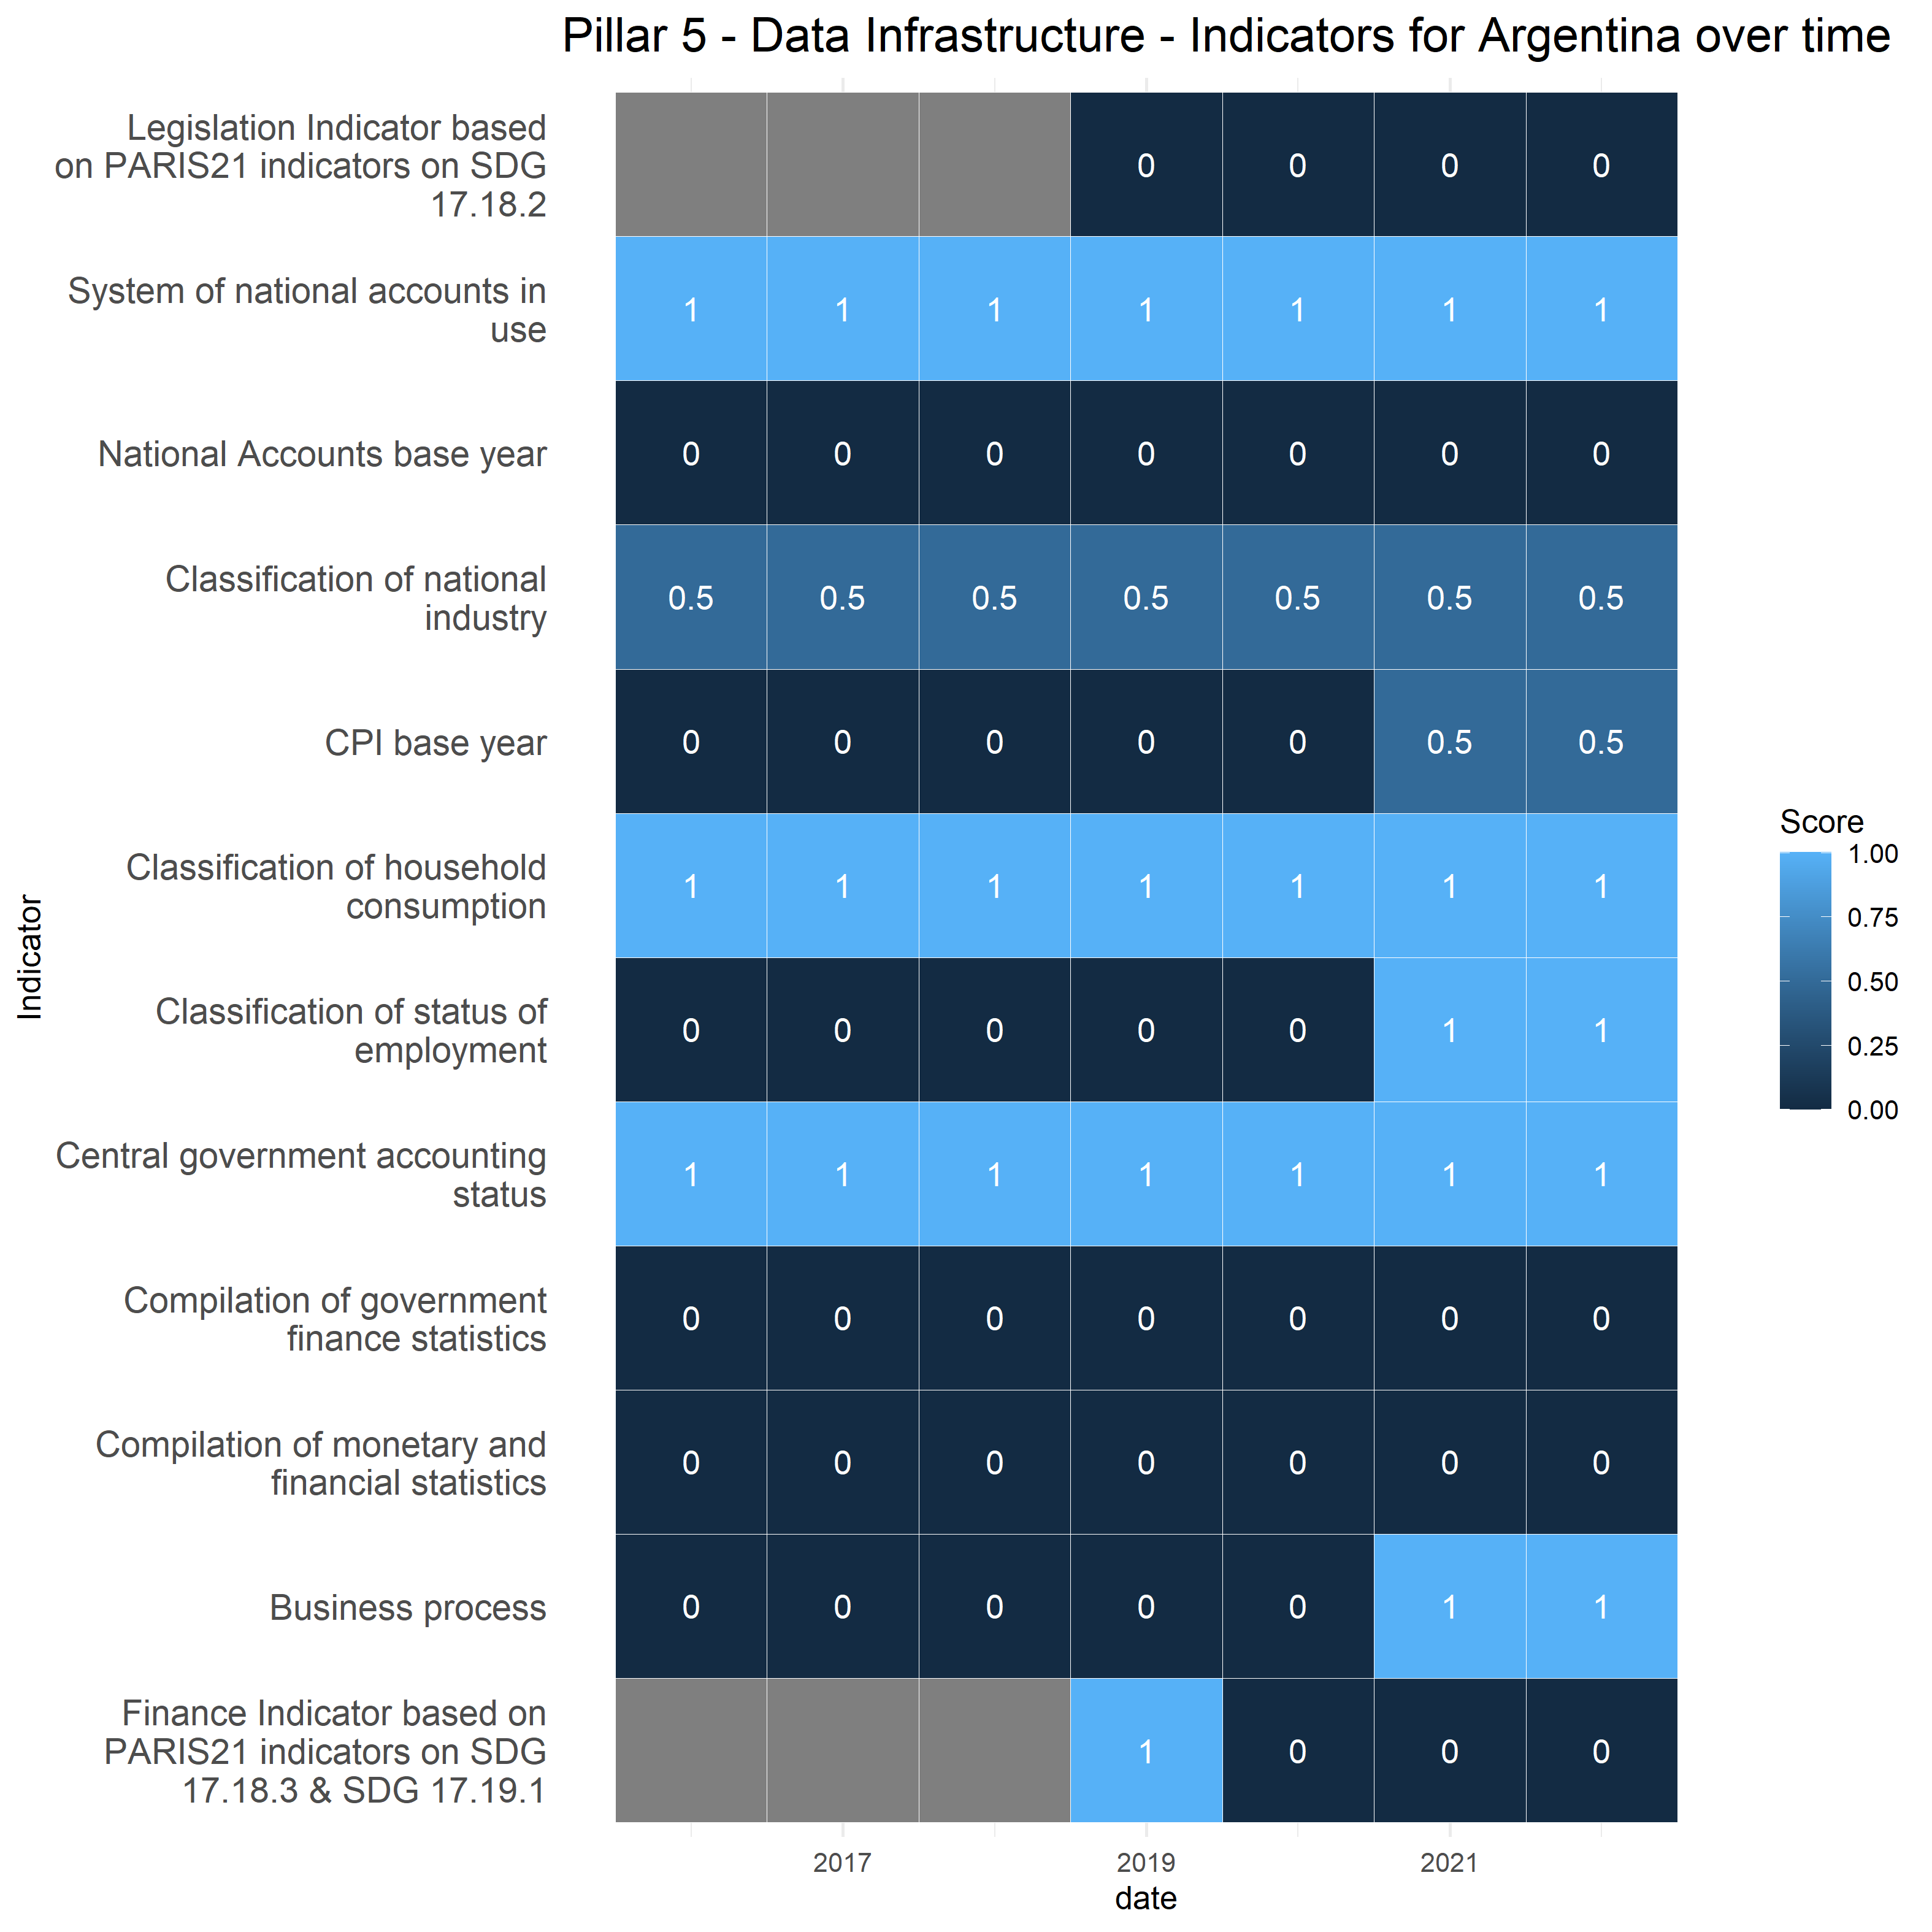 Pillar 5 - Data Infrastructure - Indicators for Argentina over time
Legislation Indicator based
on PARIS21 indicators on SDG
17.18.2
0 0 0 0
System of national accounts in
use
1 1 1 1 1 1 1
National Accounts base year
0 0 0 0 0 0 0
Classification of national
industry
0.5 0.5 0.5 0.5 0.5 0.5 0.5
CPI base year
0 0 0 0 0 0.5 0.5
Classification of household
consumption
1 1 1 1 1 1 1
Classification of status of
employment
0 0 0 0 0 1 1
Central government accounting
status
1 1 1 1 1 1 1
Compilation of government
finance statistics
0 0 0 0 0 0 0
Compilation of monetary and
financial statistics
0 0 0 0 0 0 0
Business process
0 0 0 0 0 1 1
Finance Indicator based on
PARIS21 indicators on SDG
17.18.3 & SDG 17.19.1
1 0 0 0
Indicator
2017 2019 2021
date
Score
1.00
0.75
0.50
0.25
0.00